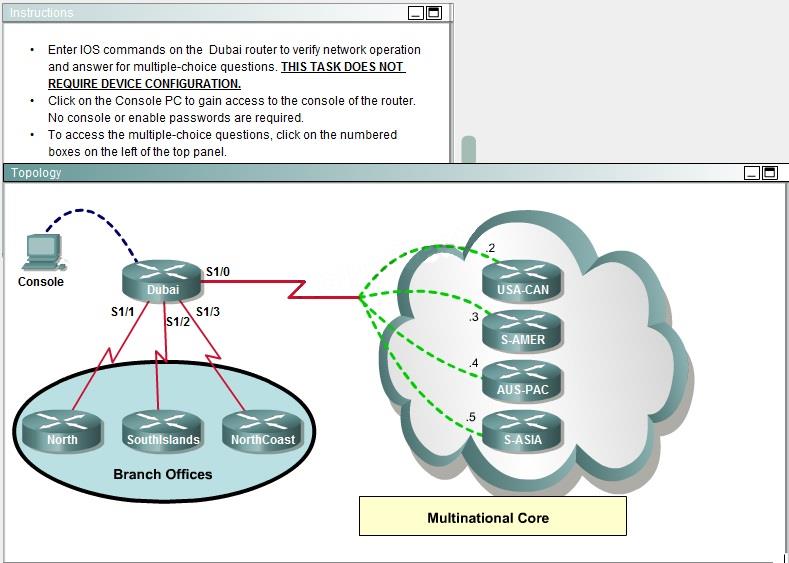 Instructions
• Enter IOS commands on the Dubai router to verify network operation
and answer for multiple-choice questions. THIS TASK DOES NOT
REQUIRE DEVICE CONFIGURATION.
• Click on the Console PC to gain access to the console of the router.
No console or enable passwords are required.
• To access the multiple-choice questions, click on the numbered
boxes on the left of the top panel.
Topology
Console
Dubai
S1/0
S1/1
S1/2
S1/3
North
SouthIslands
NorthCoast
Branch Offices
.2
USA-CAN
.3
S-AMER
.4
AUS-PAC
.5
S-ASIA
Multinational Core